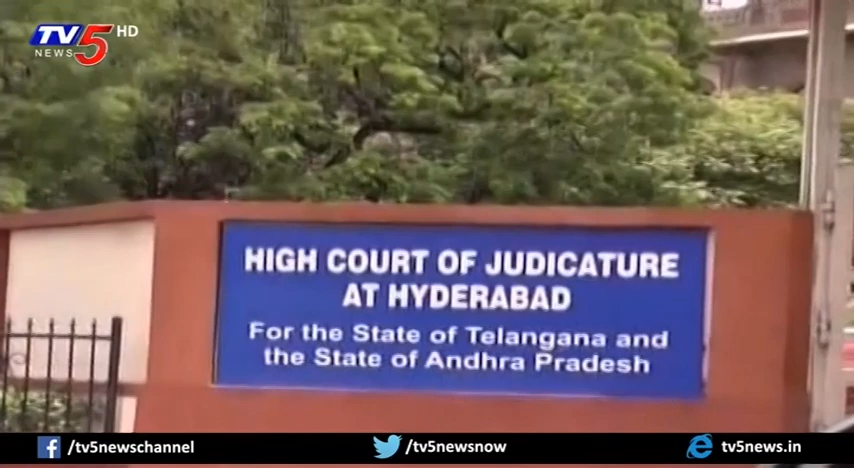 TV5 HD
NEWS
HIGH COURT OF JUDICATURE
AT HYDERABAD
For the State of Telangana and
the State of Andhra Pradesh
/tv5newschannel /tv5newsnow tv5news.in